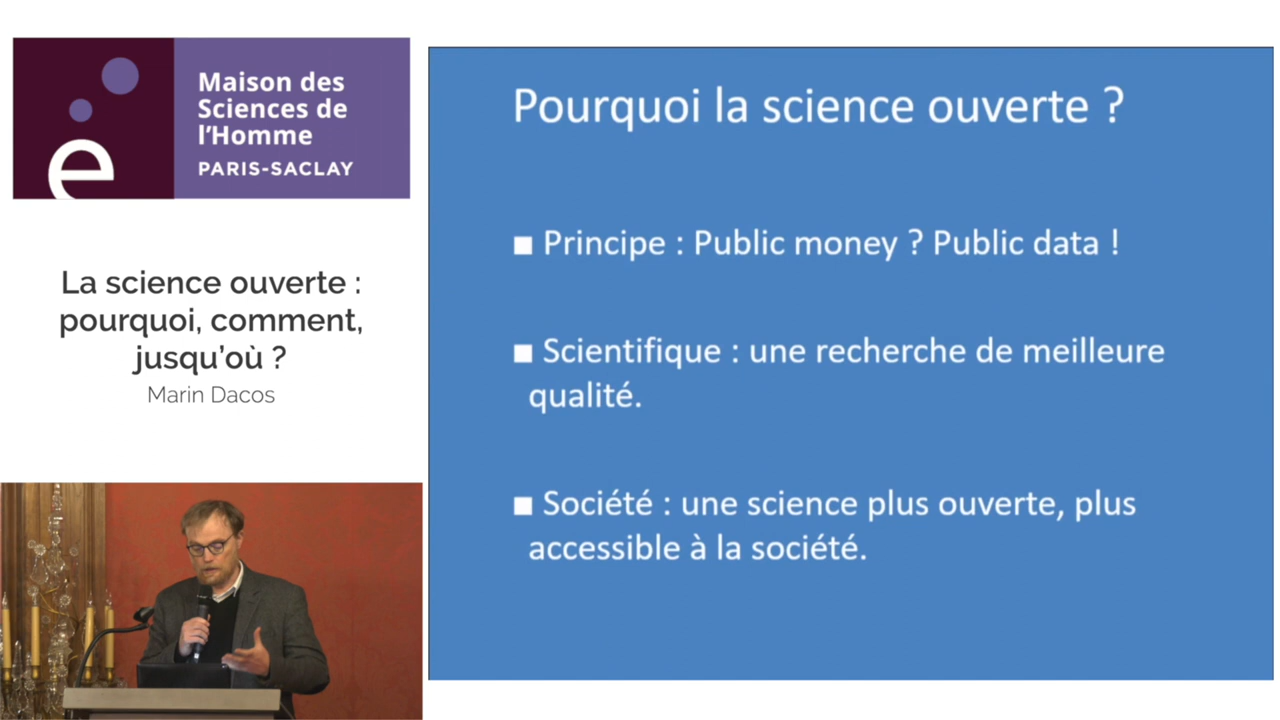 Maison des
Sciences de
l'Homme
PARIS-SACLAY
La science ouverte :
pourquoi, comment,
jusqu'où ?
Marin Dacos
Pourquoi la science ouverte ?
■ Principe : Public money ? Public data !
■ Scientifique : une recherche de meilleure
qualité.
■ Société : une science plus ouverte, plus
accessible à la société.